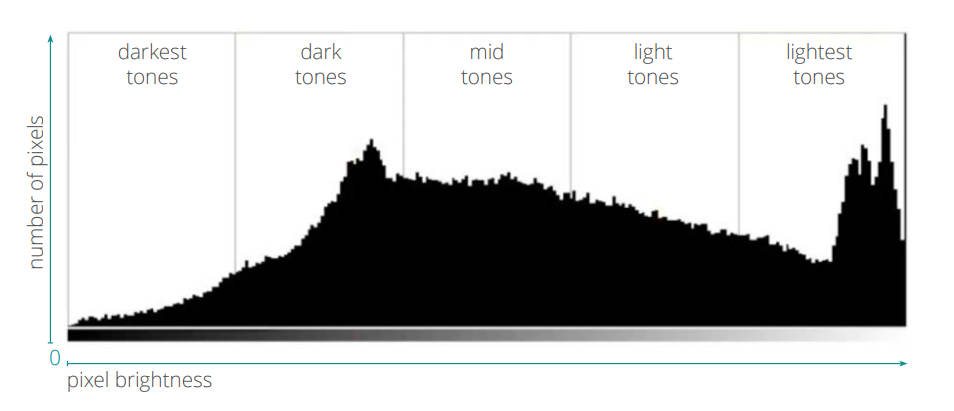 darkest
tones
dark
tones
mid
tones
light
tones
lightest
tones
number of pixels
0
pixel brightness